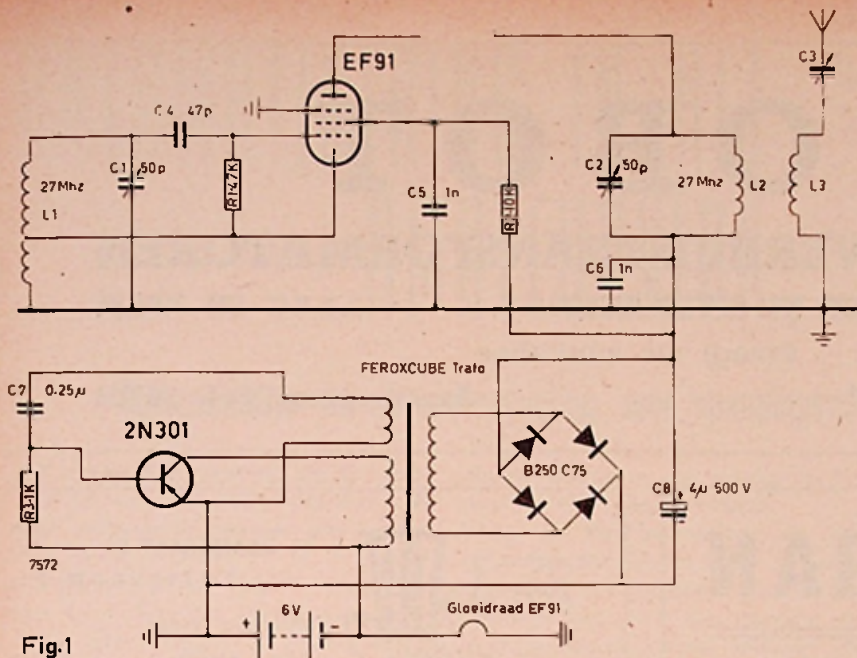 EF91
C4 47p
C3
C1 50p
27Mhz
L1
R1 47K
C5 1n
R2 10K
C2 50p
27Mhz
L2
L3
C6 1n
FEROXCUBE Trafo
C7 0.25µ
2N301
B250 C75
C8 + 4µ 500 V
R3 1K
7572
6V
+ -
Gloeidraad EF91
Fig.1